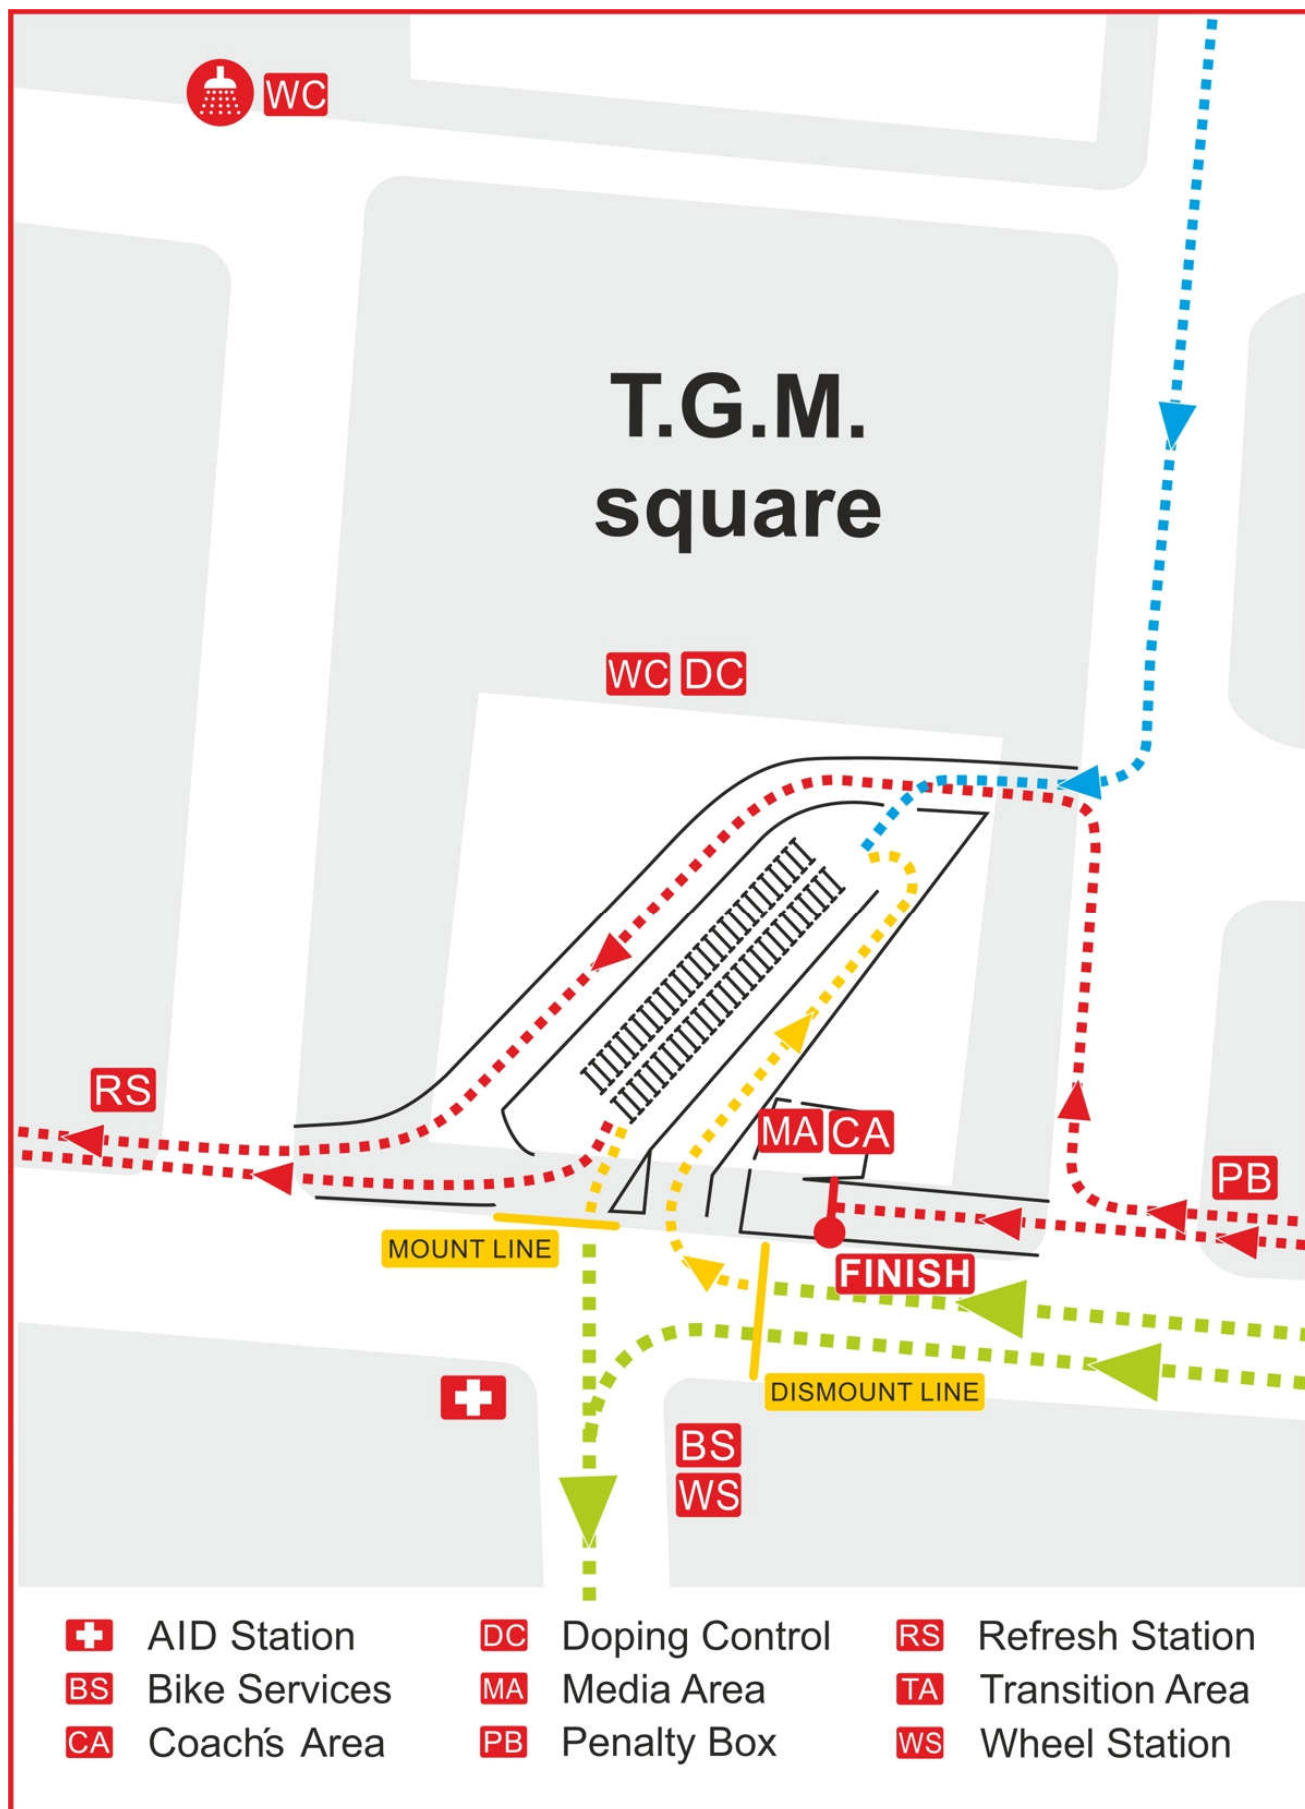 WC
T.G.M.
square
WC DC
RS
MA CA
PB
MOUNT LINE
FINISH
DISMOUNT LINE
BS
WS
AID Station
BS Bike Services
CA Coach's Area
DC Doping Control
MA Media Area
PB Penalty Box
RS Refresh Station
TA Transition Area
WS Wheel Station